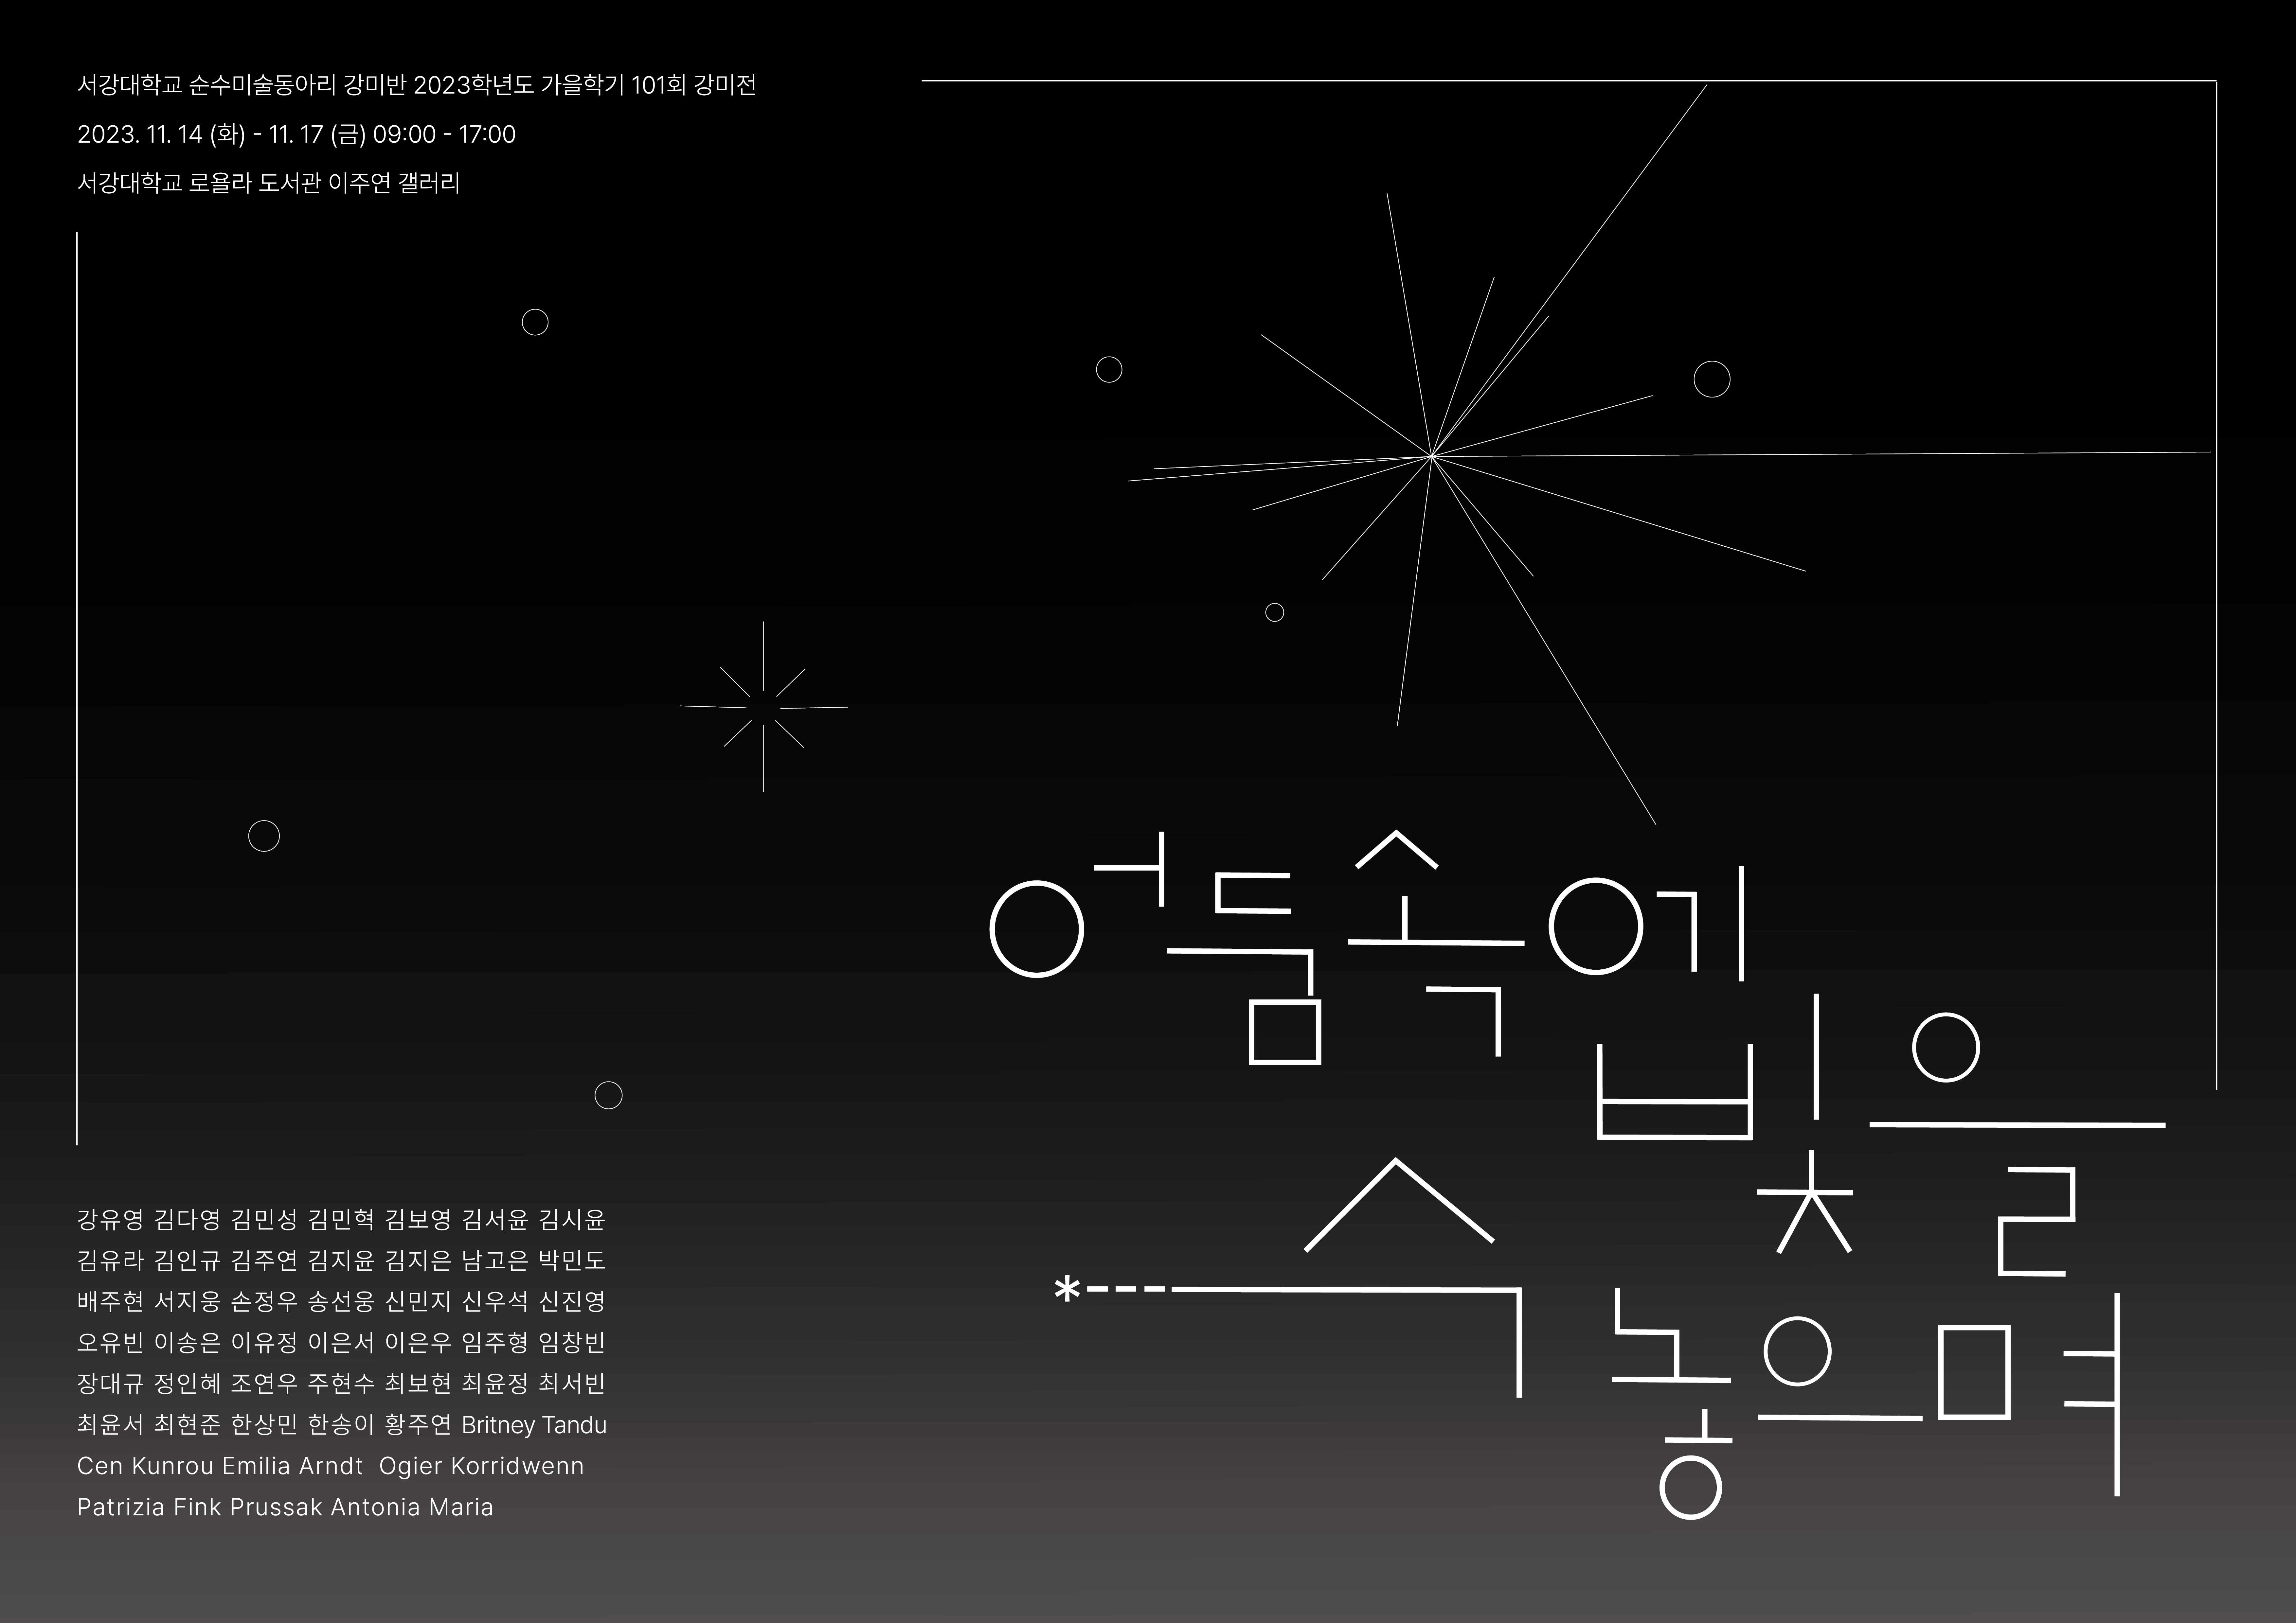 서강대학교 순수미술동아리 강미반 2023학년도 가을학기 101회 강미전
2023. 11. 14 (화) - 11. 17 (금) 09:00 - 17:00
서강대학교 로욜라 도서관 이주연 갤러리
어둠속에
빛을
*수놓으며
강유영 김다영 김민성 김민혁 김보영 김서윤 김시윤
김유라 김인규 김주연 김지윤 김지은 남고은 박민도
배주현 서지웅 손정우 송선웅 신민지 신우석 신진영
오유빈 이송은 이유정 이은서 이은우 임주형 임창빈
장대규 정인혜 조연우 주현수 최보현 최윤정 최서빈
최윤서 최현준 한상민 한송이 황주연 Britney Tandu
Cen Kunrou Emilia Arndt  Ogier Korridwenn
Patrizia Fink Prussak Antonia Maria